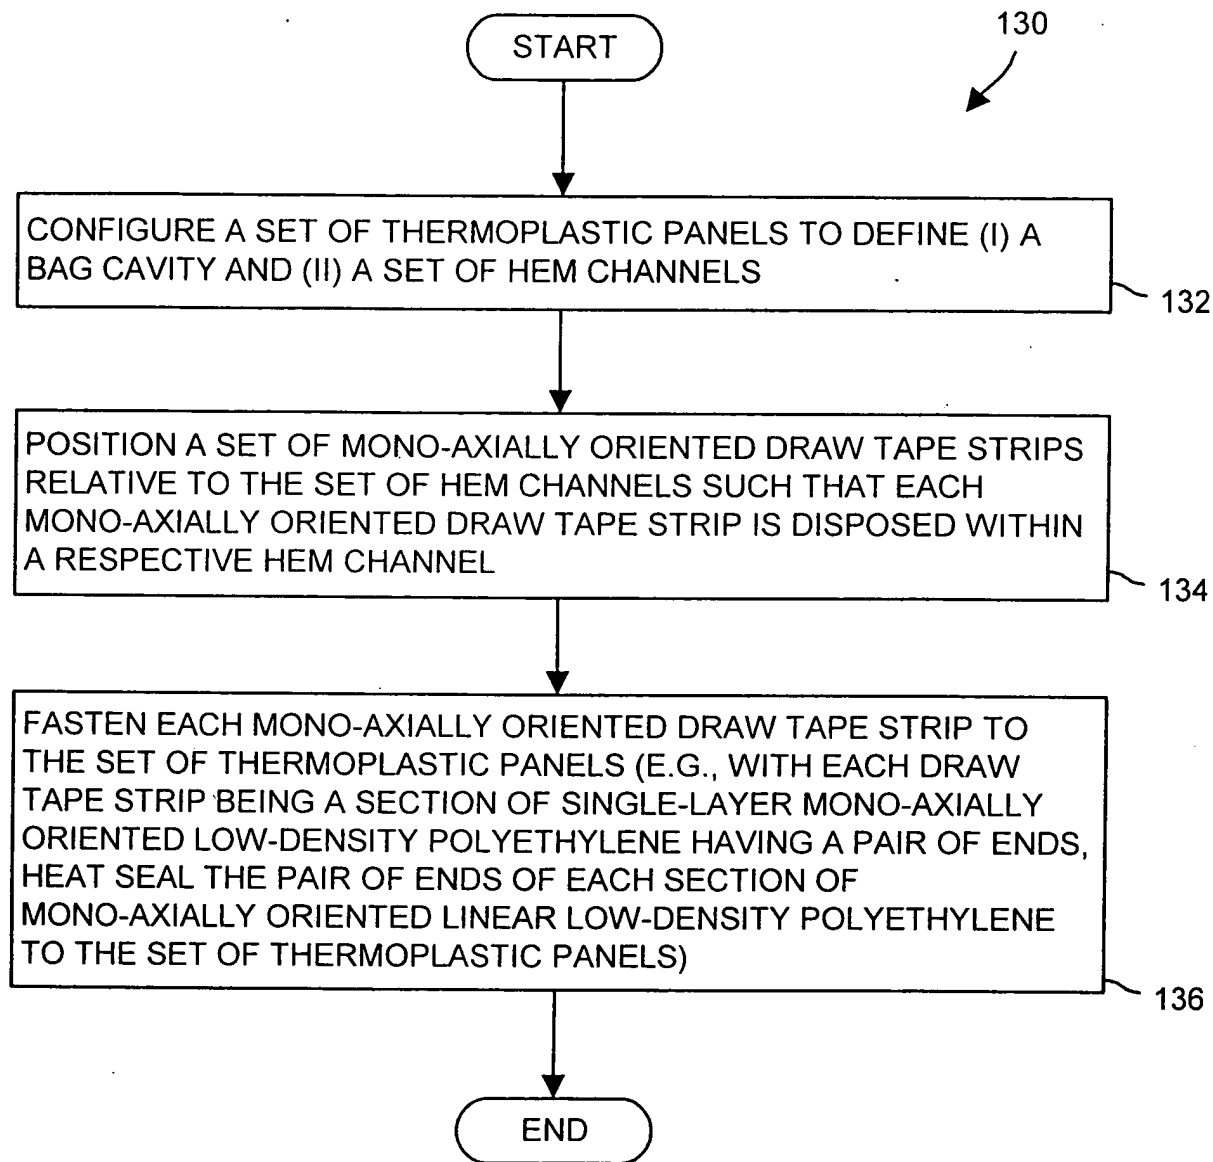 START
130
CONFIGURE A SET OF THERMOPLASTIC PANELS TO DEFINE (I) A
BAG CAVITY AND (II) A SET OF HEM CHANNELS
132
POSITION A SET OF MONO-AXIALLY ORIENTED DRAW TAPE STRIPS
RELATIVE TO THE SET OF HEM CHANNELS SUCH THAT EACH
MONO-AXIALLY ORIENTED DRAW TAPE STRIP IS DISPOSED WITHIN
A RESPECTIVE HEM CHANNEL
134
FASTEN EACH MONO-AXIALLY ORIENTED DRAW TAPE STRIP TO
THE SET OF THERMOPLASTIC PANELS (E.G., WITH EACH DRAW
TAPE STRIP BEING A SECTION OF SINGLE-LAYER MONO-AXIALLY
ORIENTED LOW-DENSITY POLYETHYLENE HAVING A PAIR OF ENDS,
HEAT SEAL THE PAIR OF ENDS OF EACH SECTION OF
MONO-AXIALLY ORIENTED LINEAR LOW-DENSITY POLYETHYLENE
TO THE SET OF THERMOPLASTIC PANELS)
136
END